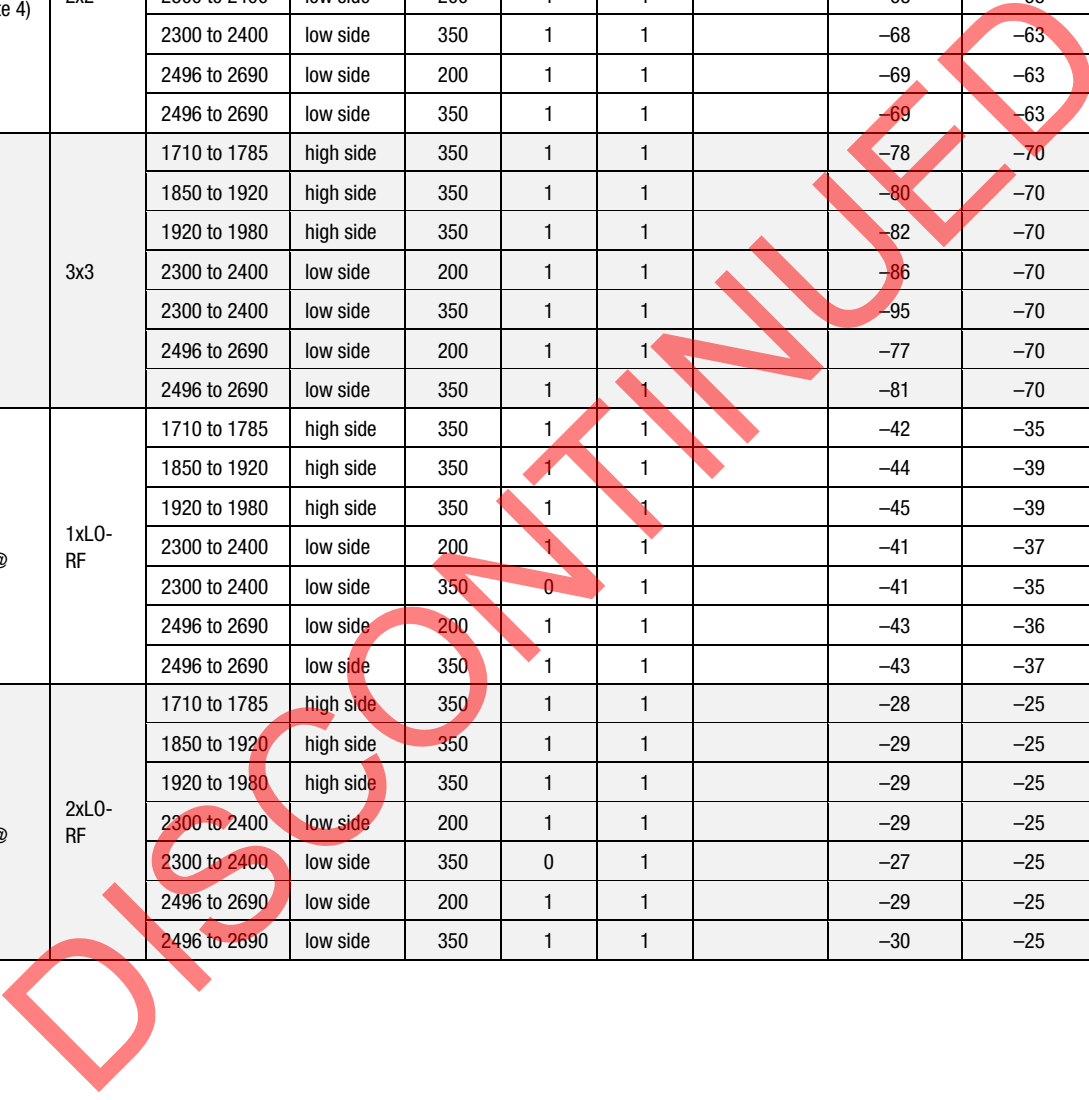 te 4)
2300 to 2400 low side 350 1 1 –68 –63
2496 to 2690 low side 200 1 1 –69 –63
2496 to 2690 low side 350 1 1 –69 –63
3x3
1710 to 1785 high side 350 1 1 –78 –70
1850 to 1920 high side 350 1 1 –80 –70
1920 to 1980 high side 350 1 1 –82 –70
2300 to 2400 low side 200 1 1 –86 –70
2300 to 2400 low side 350 1 1 –95 –70
2496 to 2690 low side 200 1 1 –77 –70
2496 to 2690 low side 350 1 1 –81 –70
@
1xLO-
RF
1710 to 1785 high side 350 1 1 –42 –35
1850 to 1920 high side 350 1 1 –44 –39
1920 to 1980 high side 350 1 1 –45 –39
2300 to 2400 low side 200 1 1 –41 –37
2300 to 2400 low side 350 0 1 –41 –35
2496 to 2690 low side 200 1 1 –43 –36
2496 to 2690 low side 350 1 1 –43 –37
@
2xLO-
RF
1710 to 1785 high side 350 1 1 –28 –25
1850 to 1920 high side 350 1 1 –29 –25
1920 to 1980 high side 350 1 1 –29 –25
2300 to 2400 low side 200 1 1 –29 –25
2300 to 2400 low side 350 0 1 –27 –25
2496 to 2690 low side 200 1 1 –29 –25
2496 to 2690 low side 350 1 1 –30 –25
DISCONTINUED